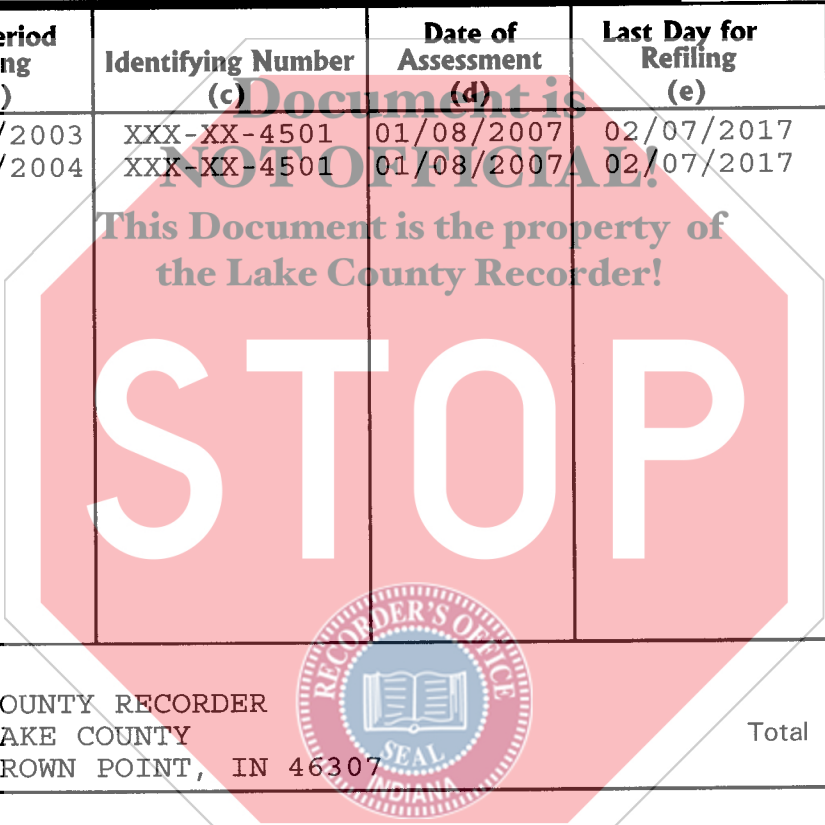 eriod
ng
)
Identifying Number
(c)
Date of
Assessment
(d)
Last Day for
Refiling
(e)
/2003 XXX-XX-4501 01/08/2007 02/07/2017
/2004 XXX-XX-4501 01/08/2007 02/07/2017
Document is
NOT OFFICIAL!
This Document is the property of
the Lake County Recorder!
STOP
RECORDER'S OFFICE
SEAL
INDIANA
OUNTY RECORDER
AKE COUNTY
ROWN POINT, IN 46307
Total